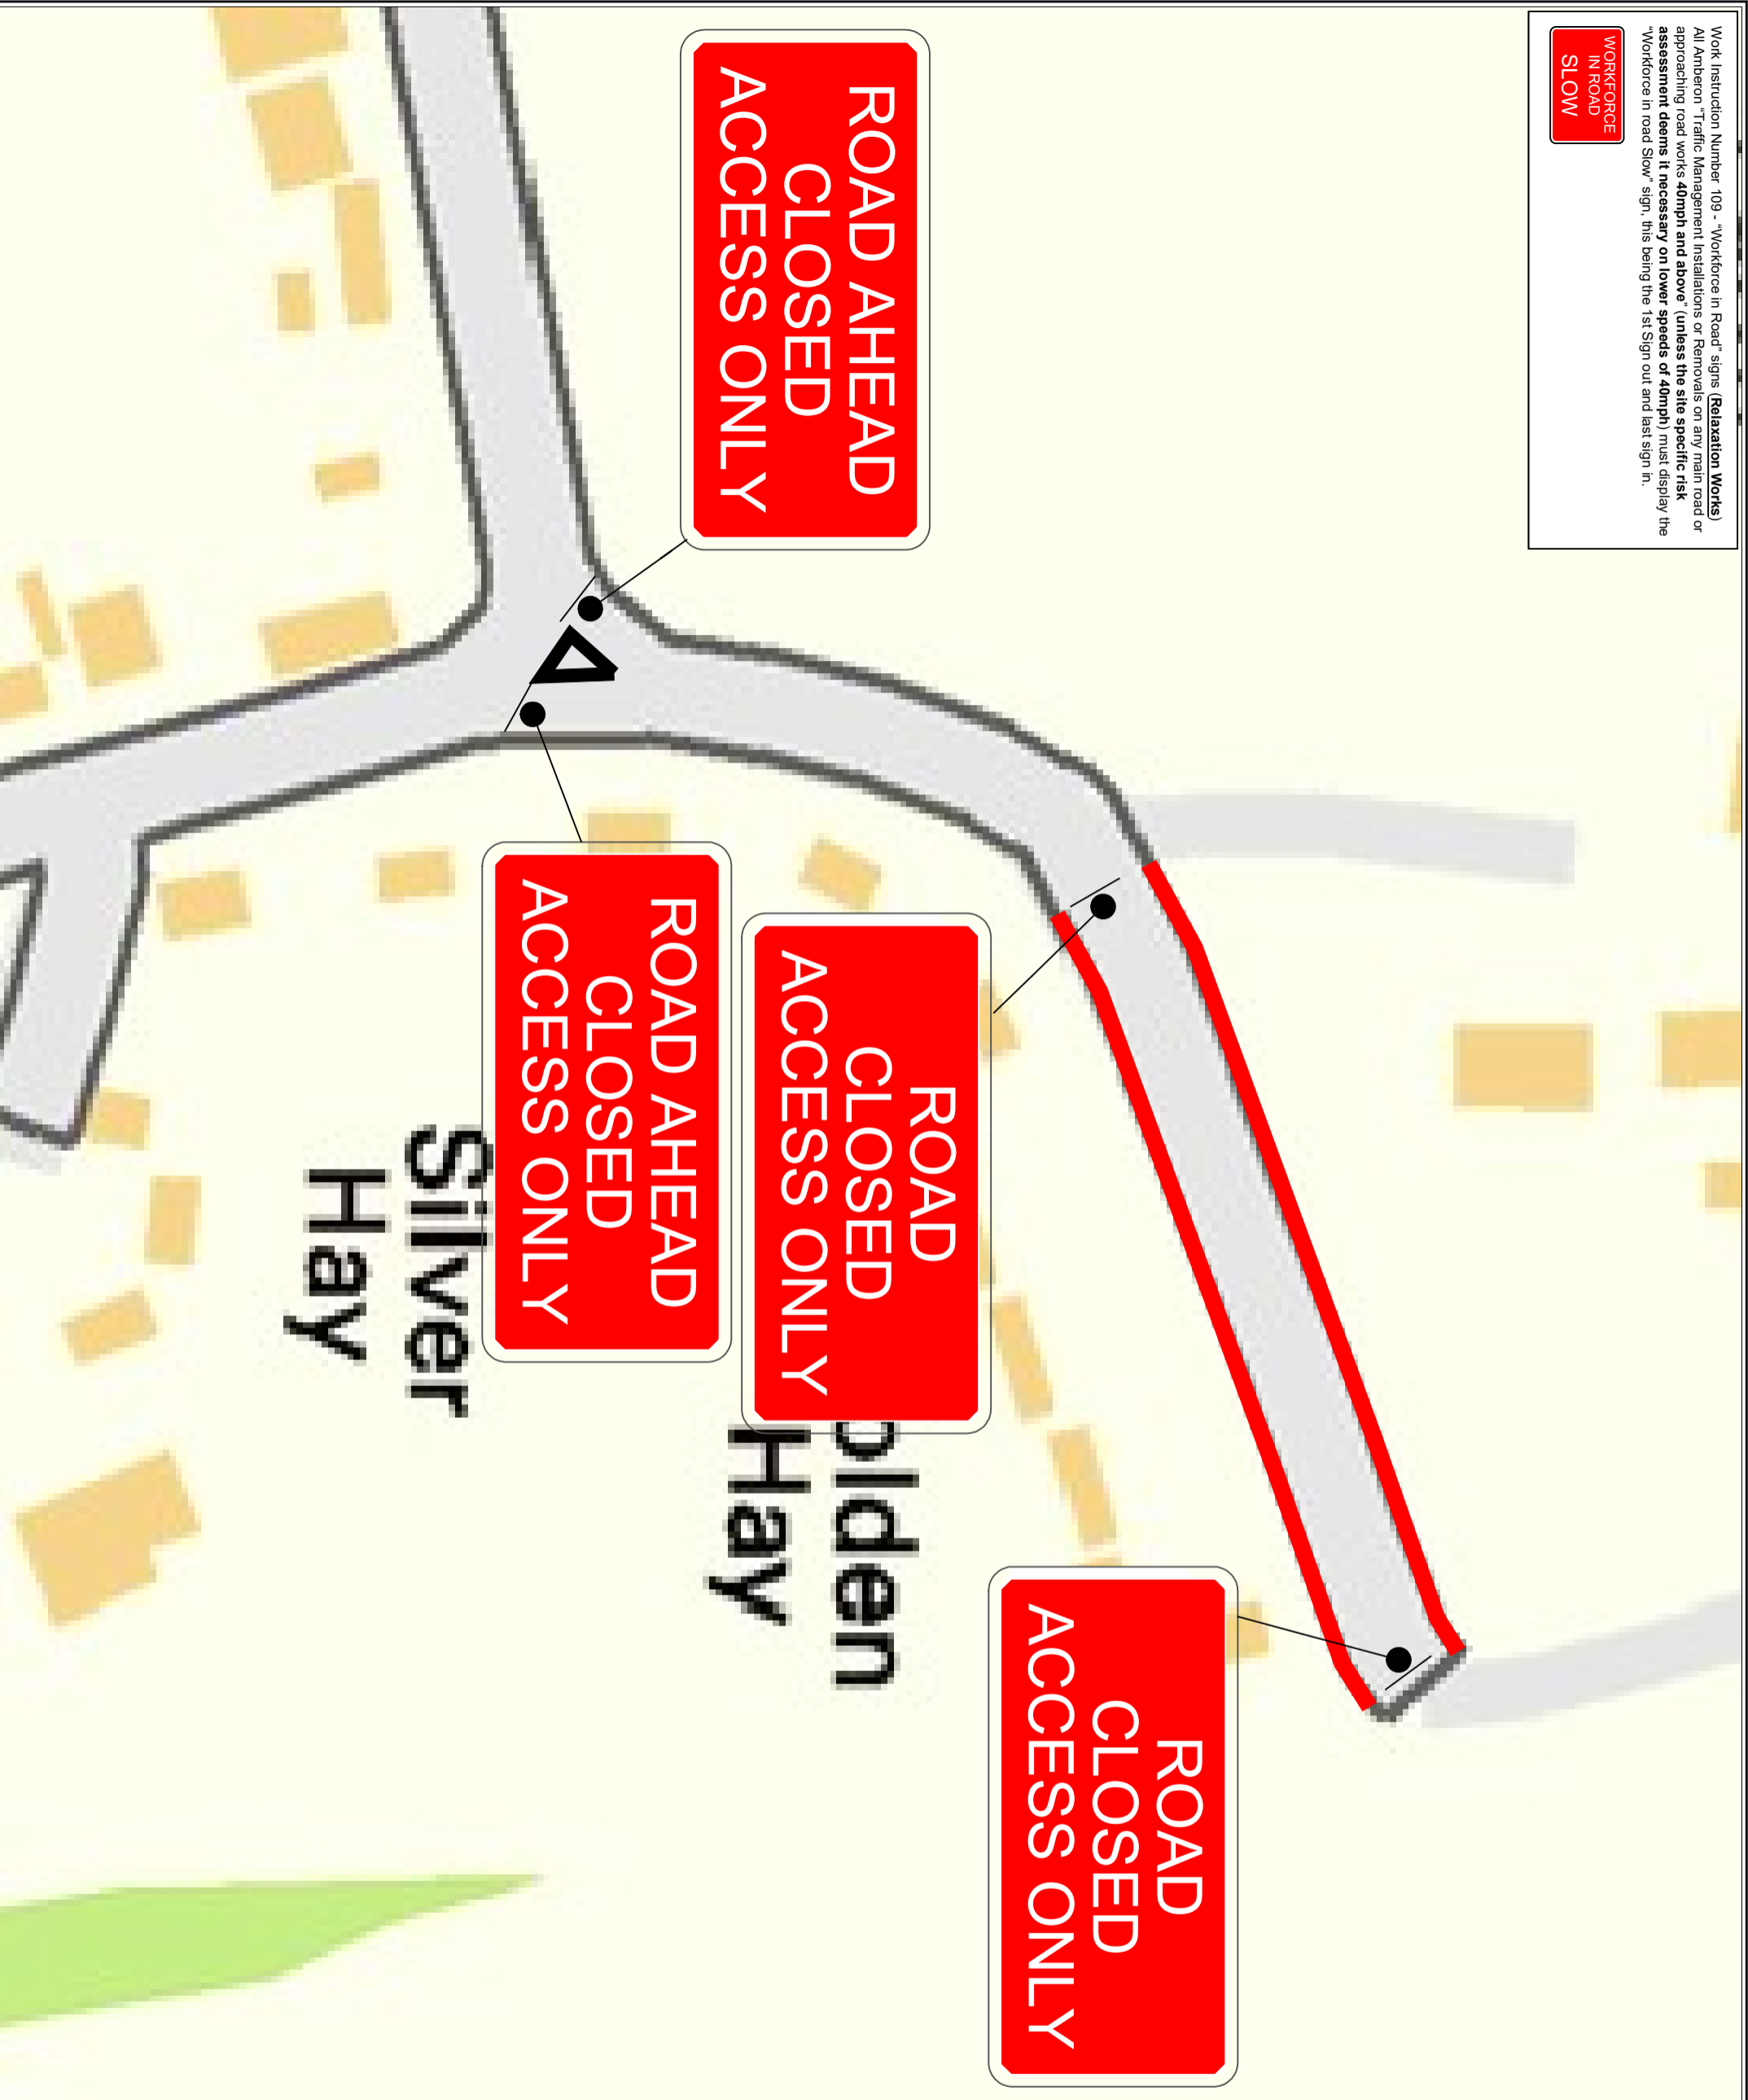 Work Instruction Number 109 - "Workforce in Road" signs (Relaxation Works)
All Amberon "Traffic Management Installations or Removals on any main road or
approaching road works 40mph and above" (unless the site specific risk
assessment deems it necessary on lower speeds of 40mph) must display the
"Workforce in road Slow" sign, this being the 1st Sign out and last sign in.
WORKFORCE
IN ROAD
SLOW
ROAD AHEAD
CLOSED
ACCESS ONLY
ROAD
CLOSED
ACCESS ONLY
ROAD
CLOSED
ACCESS ONLY
ROAD AHEAD
CLOSED
ACCESS ONLY
olden
Hay
Silver
Hay